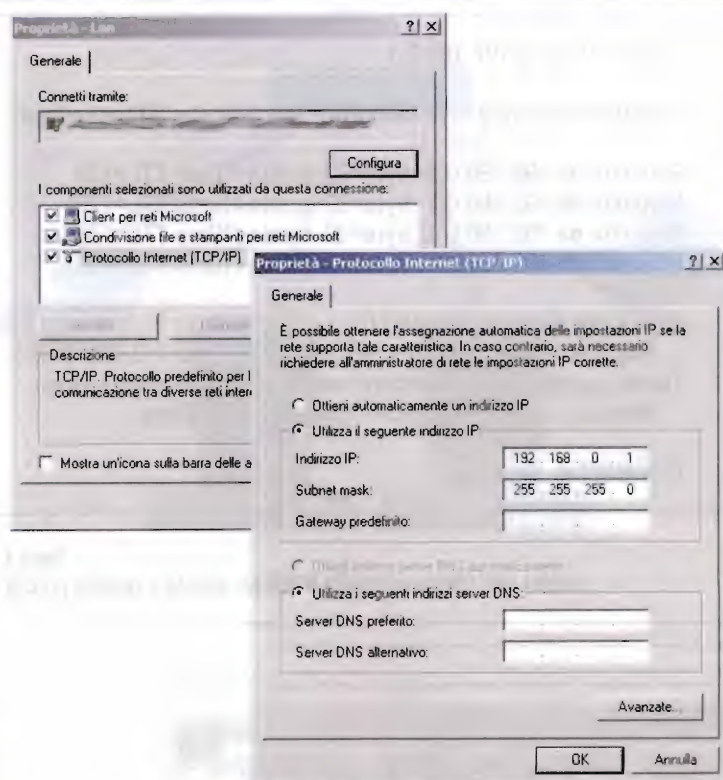 Proprietà - Lan
Generale
Connetti tramite:
Configura
I componenti selezionati sono utilizzati da questa connessione:
Client per reti Microsoft
Condivisione file e stampanti per reti Microsoft
Protocollo Internet (TCP/IP)
Descrizione
TCP/IP. Protocollo predefinito per l
comunicazione tra diverse reti inter
Mostra un'icona sulla barra delle a
Proprietà - Protocollo Internet (TCP/IP)
Generale
È possibile ottenere l'assegnazione automatica delle impostazioni IP se la
rete supporta tale caratteristica. In caso contrario, sarà necessario
richiedere all'amministratore di rete le impostazioni IP corrette.
Ottieni automaticamente un indirizzo IP
Utilizza il seguente indirizzo IP
Indirizzo IP: 192 . 168 . 0 . 1
Subnet mask: 255 . 255 . 255 . 0
Gateway predefinito:
Utilizza i seguenti indirizzi server DNS:
Server DNS preferito:
Server DNS alternativo:
Avanzate...
OK Annulla